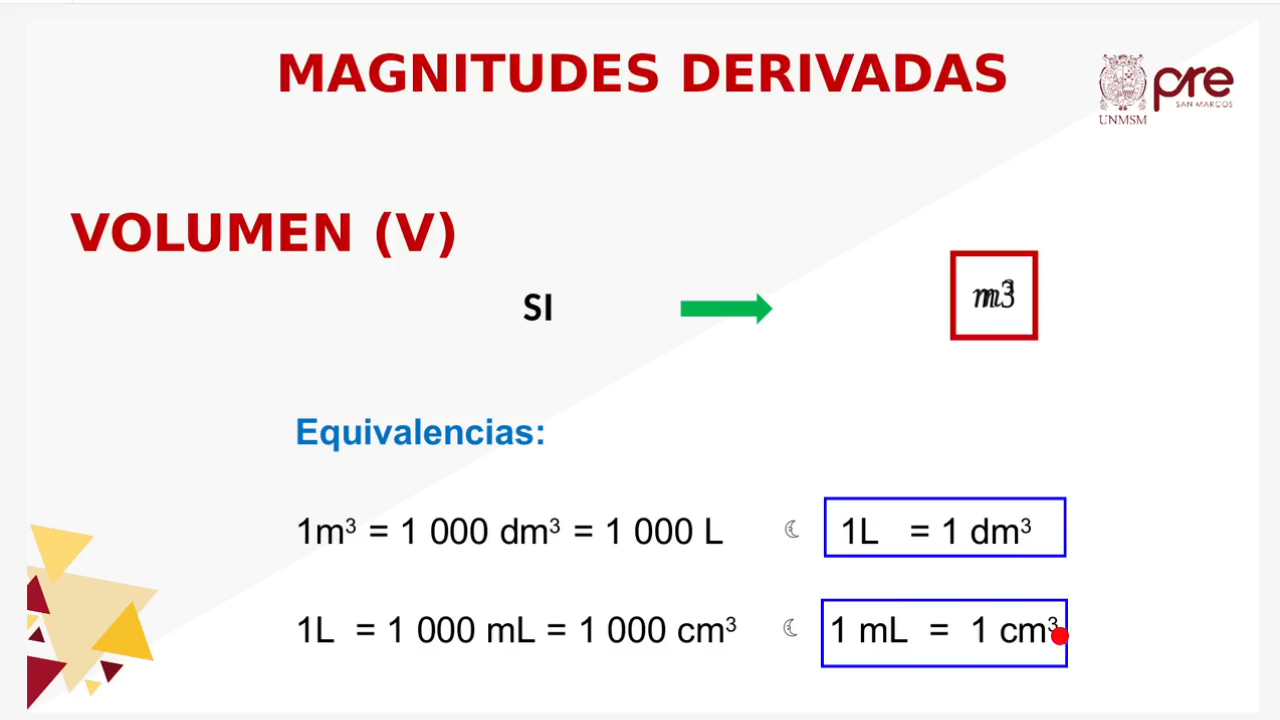 MAGNITUDES DERIVADAS
UNMSM
pre
SAN MARCOS
VOLUMEN (V)
SI
m3
Equivalencias:
1m³ = 1 000 dm³ = 1 000 L ☾ 1L = 1 dm³
1L = 1 000 mL = 1 000 cm³ ☾ 1 mL = 1 cm³